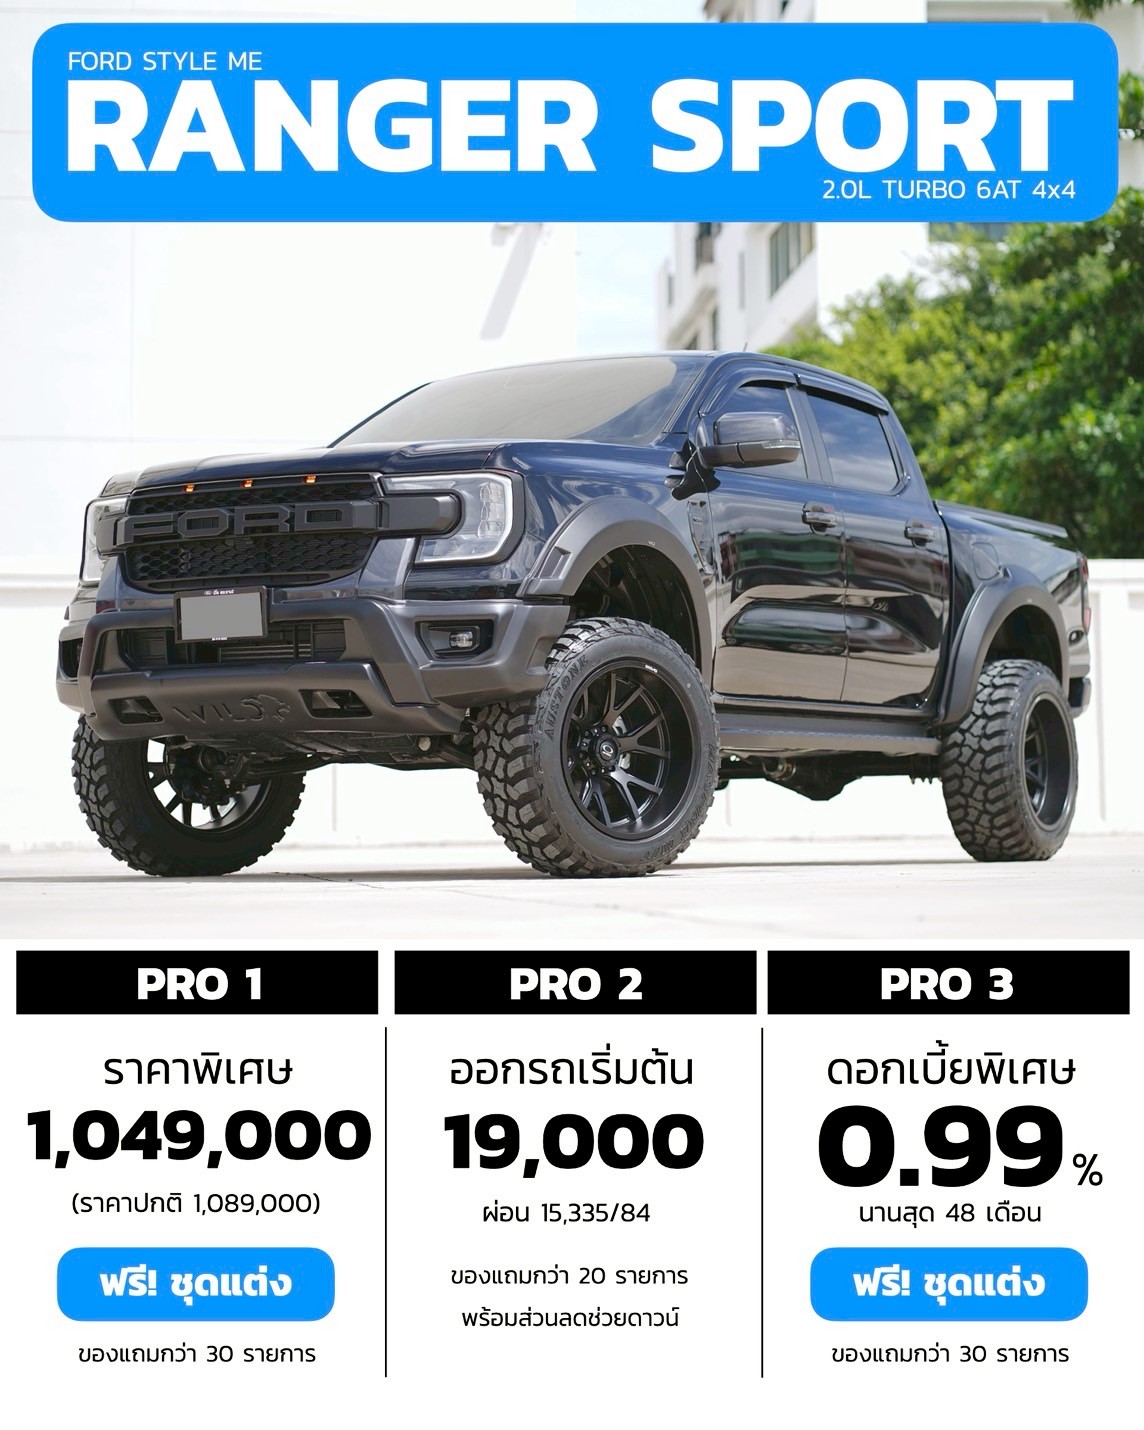 FORD STYLE ME
RANGER SPORT
2.0L TURBO 6AT 4x4
FORD
WILD
AUSTONE
PRO 1
ราคาพิเศษ
1,049,000
(ราคาปกติ 1,089,000)
ฟรี! ชุดแต่ง
ของแถมกว่า 30 รายการ
PRO 2
ออกรถเริ่มต้น
19,000
ผ่อน 15,335/84
ของแถมกว่า 20 รายการ
พร้อมส่วนลดช่วยดาวน์
PRO 3
ดอกเบี้ยพิเศษ
0.99%
นานสุด 48 เดือน
ฟรี! ชุดแต่ง
ของแถมกว่า 30 รายการ